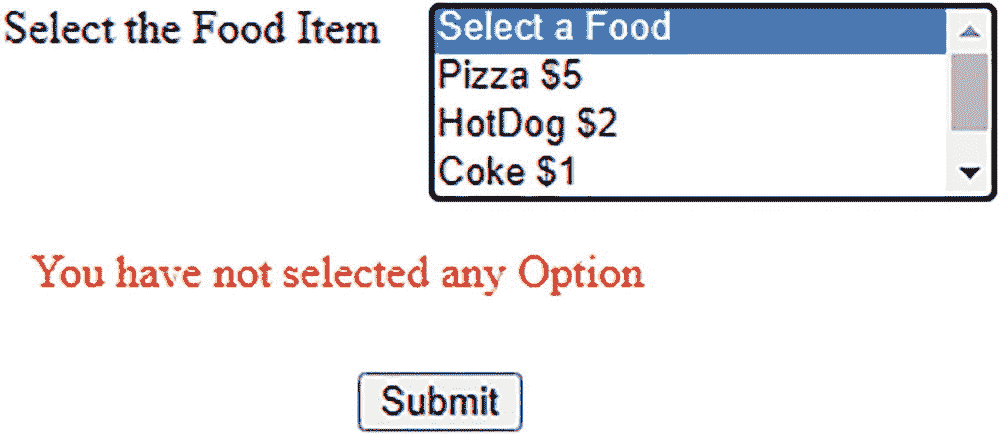 Select the Food Item
Select a Food
Pizza $5
HotDog $2
Coke $1
You have not selected any Option
Submit